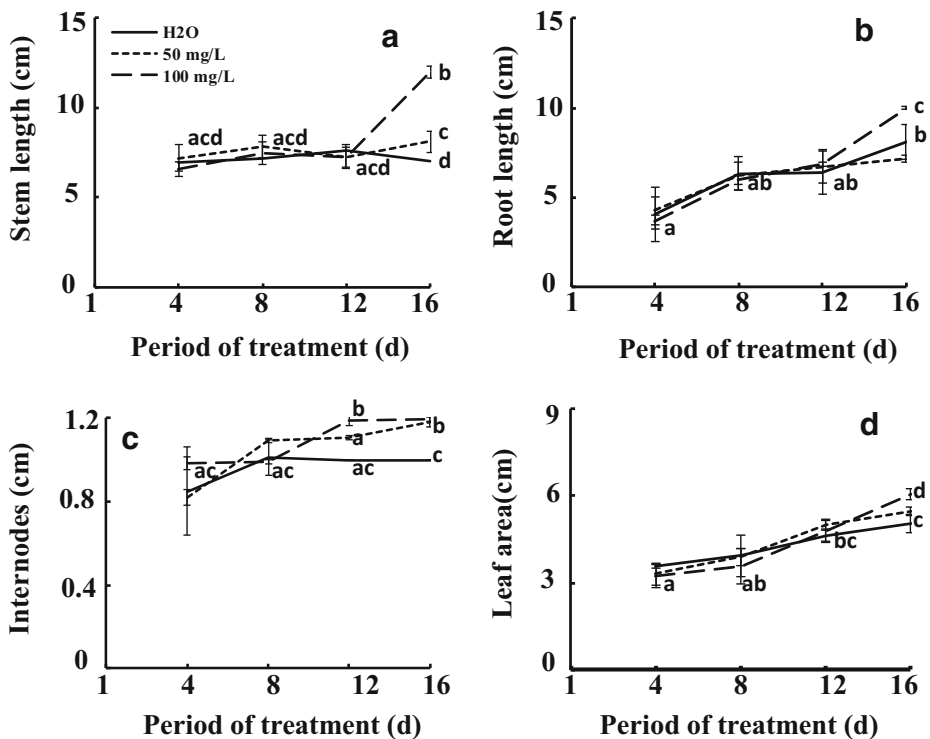 15
H2O
50 mg/L
100 mg/L
a
b
10
acd
acd
acd
c
d
5
0
1
4
8
12
16
Stem length (cm)
Period of treatment (d)
15
b
10
c
b
ab
ab
5
a
0
1
4
8
12
16
Root length (cm)
Period of treatment (d)
1.2
c
b
b
a
ac
ac
ac
c
0.8
0.4
0
1
4
8
12
16
Internodes (cm)
Period of treatment (d)
9
d
6
d
c
bc
ab
a
3
0
1
4
8
12
16
Leaf area(cm)
Period of treatment (d)